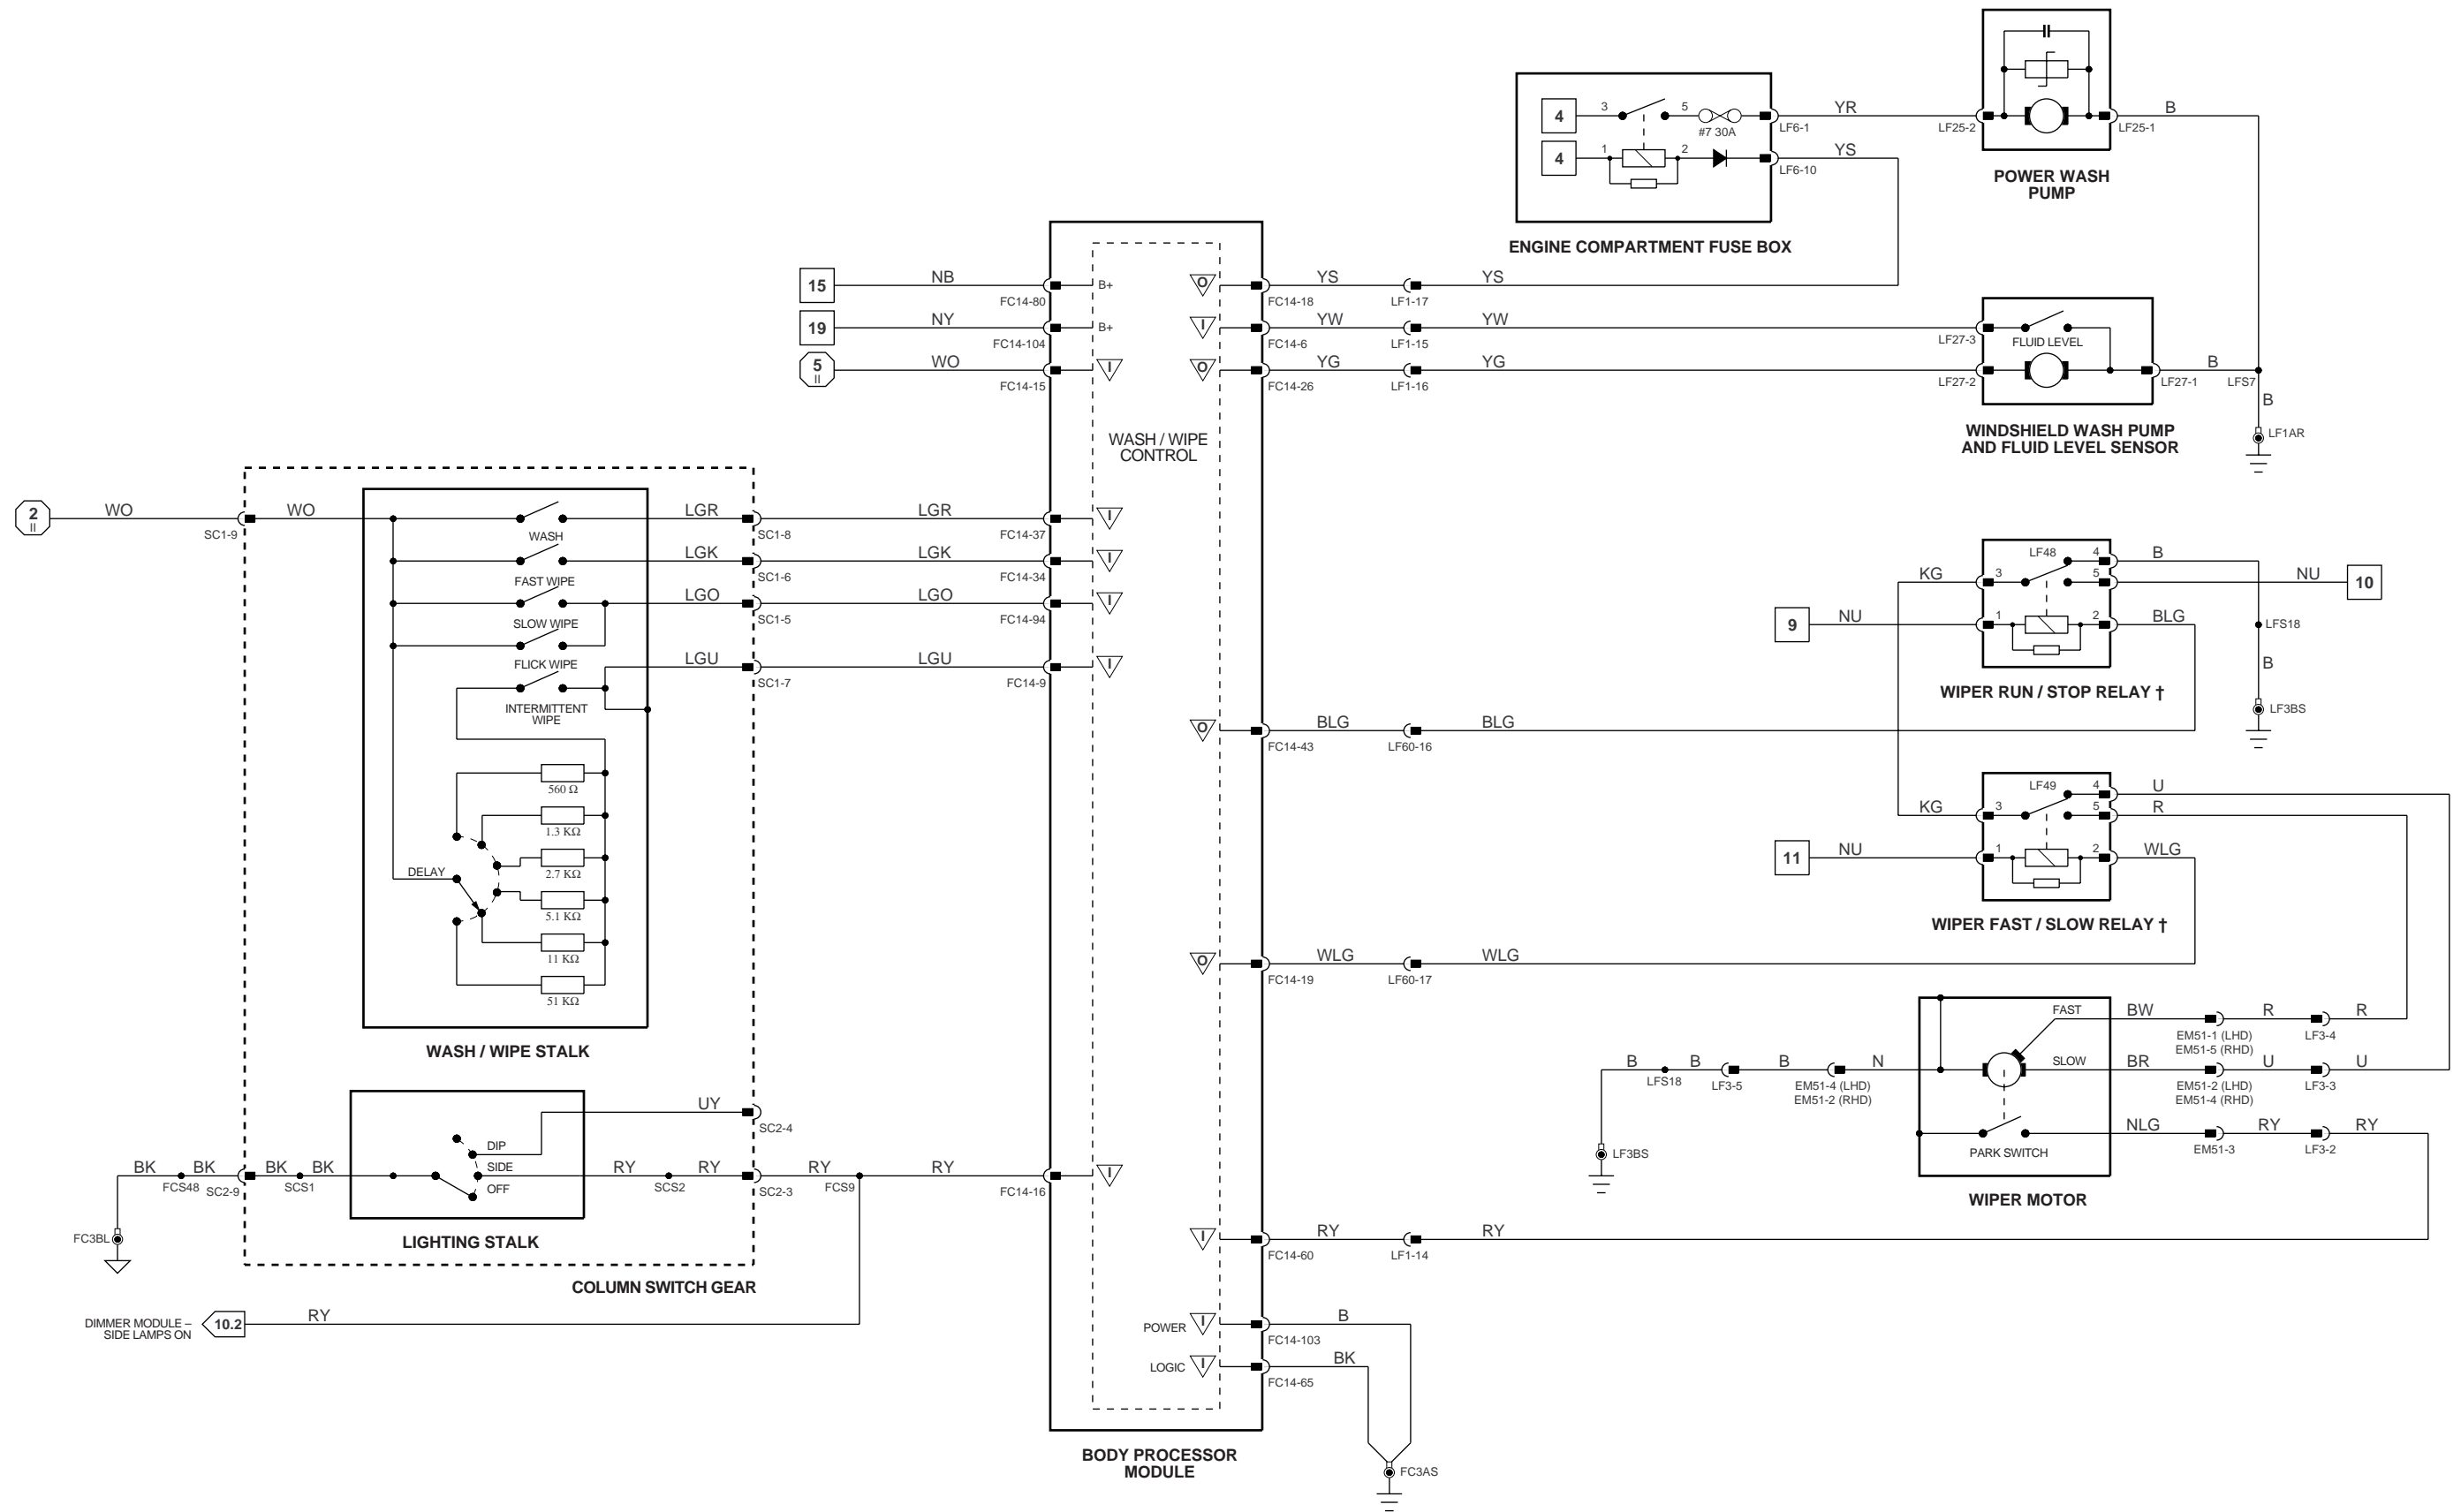 4
3
5
#7 30A
LF6-1
YR
LF25-2
LF25-1
B
4
1
2
LF6-10
YS
POWER WASH
PUMP
ENGINE COMPARTMENT FUSE BOX
15
NB
FC14-80
B+
O
FC14-18
YS
LF1-17
YS
19
NY
FC14-104
B+
I
FC14-6
YW
LF1-15
YW
LF27-3
FLUID LEVEL
5
II
WO
FC14-15
I
O
FC14-26
YG
LF1-16
YG
LF27-2
LF27-1
B
LFS7
B
LF1AR
WINDSHIELD WASH PUMP
AND FLUID LEVEL SENSOR
WASH / WIPE
CONTROL
2
II
WO
SC1-9
WO
WASH
LGR
SC1-8
LGR
FC14-37
I
FAST WIPE
LGK
SC1-6
LGK
FC14-34
I
SLOW WIPE
LGO
SC1-5
LGO
FC14-94
I
FLICK WIPE
LGU
SC1-7
LGU
FC14-9
I
INTERMITTENT
WIPE
560 Ω
1.3 KΩ
2.7 KΩ
5.1 KΩ
11 KΩ
51 KΩ
DELAY
WASH / WIPE STALK
LF48
4
B
KG
3
5
NU
10
9
NU
1
2
BLG
LFS18
B
LF3BS
WIPER RUN / STOP RELAY †
O
FC14-43
BLG
LF60-16
BLG
LF49
4
U
KG
3
5
R
11
NU
1
2
WLG
WIPER FAST / SLOW RELAY †
O
FC14-19
WLG
LF60-17
WLG
FAST
BW
EM51-1 (LHD)
EM51-5 (RHD)
R
LF3-4
R
B
LFS18
B
LF3-5
B
EM51-4 (LHD)
EM51-2 (RHD)
N
SLOW
BR
EM51-2 (LHD)
EM51-4 (RHD)
U
LF3-3
U
LF3BS
PARK SWITCH
NLG
EM51-3
RY
LF3-2
RY
WIPER MOTOR
UY
SC2-4
DIP
SIDE
OFF
BK
FCS48
BK
SC2-9
BK
SCS1
BK
RY
SCS2
RY
SC2-3
RY
FCS9
RY
FC14-16
I
FC3BL
LIGHTING STALK
COLUMN SWITCH GEAR
I
FC14-60
RY
LF1-14
RY
DIMMER MODULE –
SIDE LAMPS ON
10.2
RY
POWER
I
FC14-103
B
LOGIC
I
FC14-65
BK
FC3AS
BODY PROCESSOR
MODULE